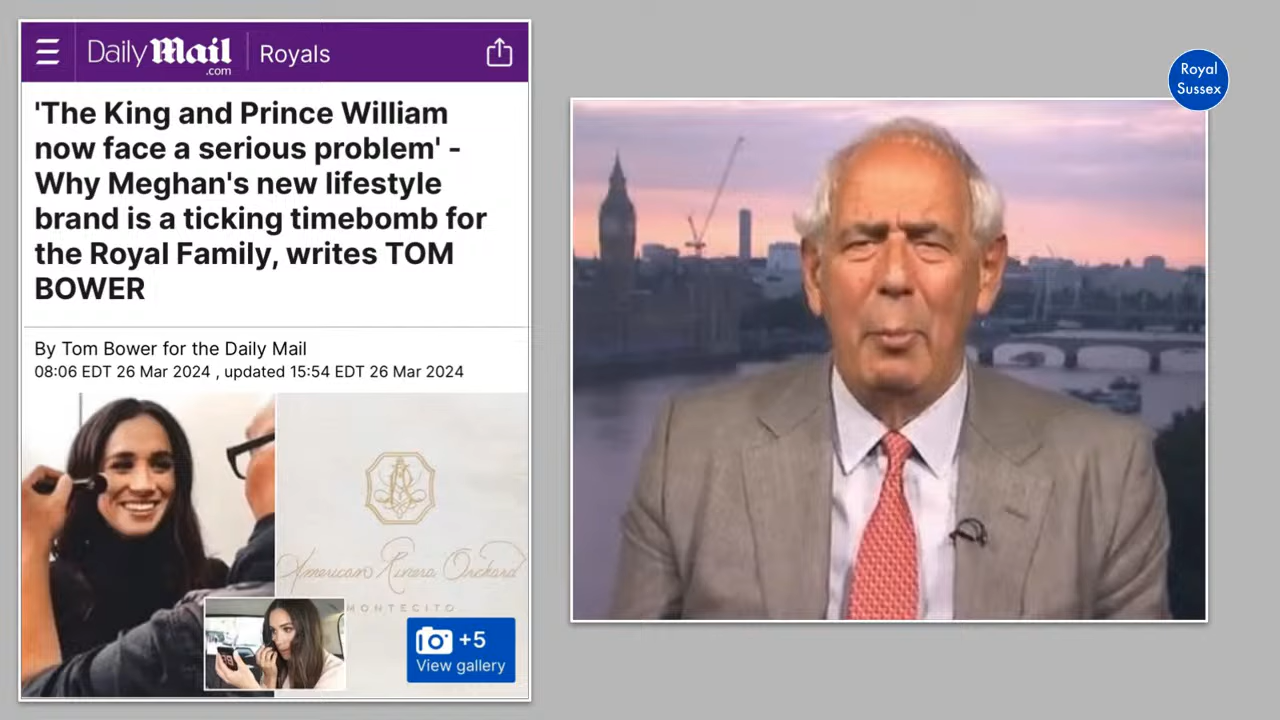 Daily Mail
.com
Royals
'The King and Prince William
now face a serious problem' -
Why Meghan's new lifestyle
brand is a ticking timebomb for
the Royal Family, writes TOM
BOWER
By Tom Bower for the Daily Mail
08:06 EDT 26 Mar 2024 , updated 15:54 EDT 26 Mar 2024
American Riviera Orchard
MONTECITO
+5
View gallery
Royal
Sussex